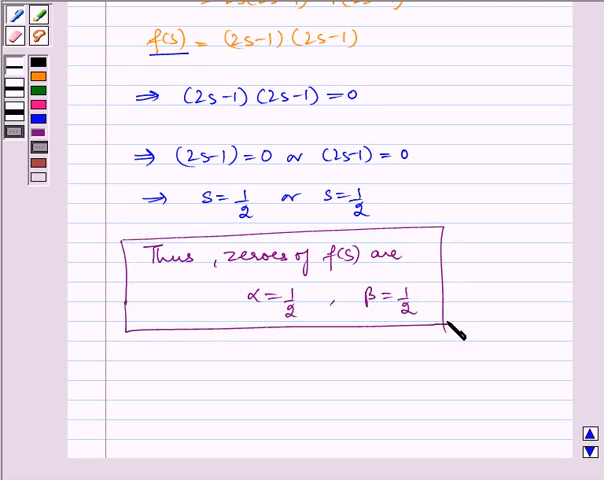 f(s) = (2s-1) (2s-1)
⇒ (2s-1) (2s-1) = 0
⇒ (2s-1) = 0 or (2s-1) = 0
⇒ s = 1/2 or s = 1/2
Thus, zeroes of f(s) are
α = 1/2 , β = 1/2